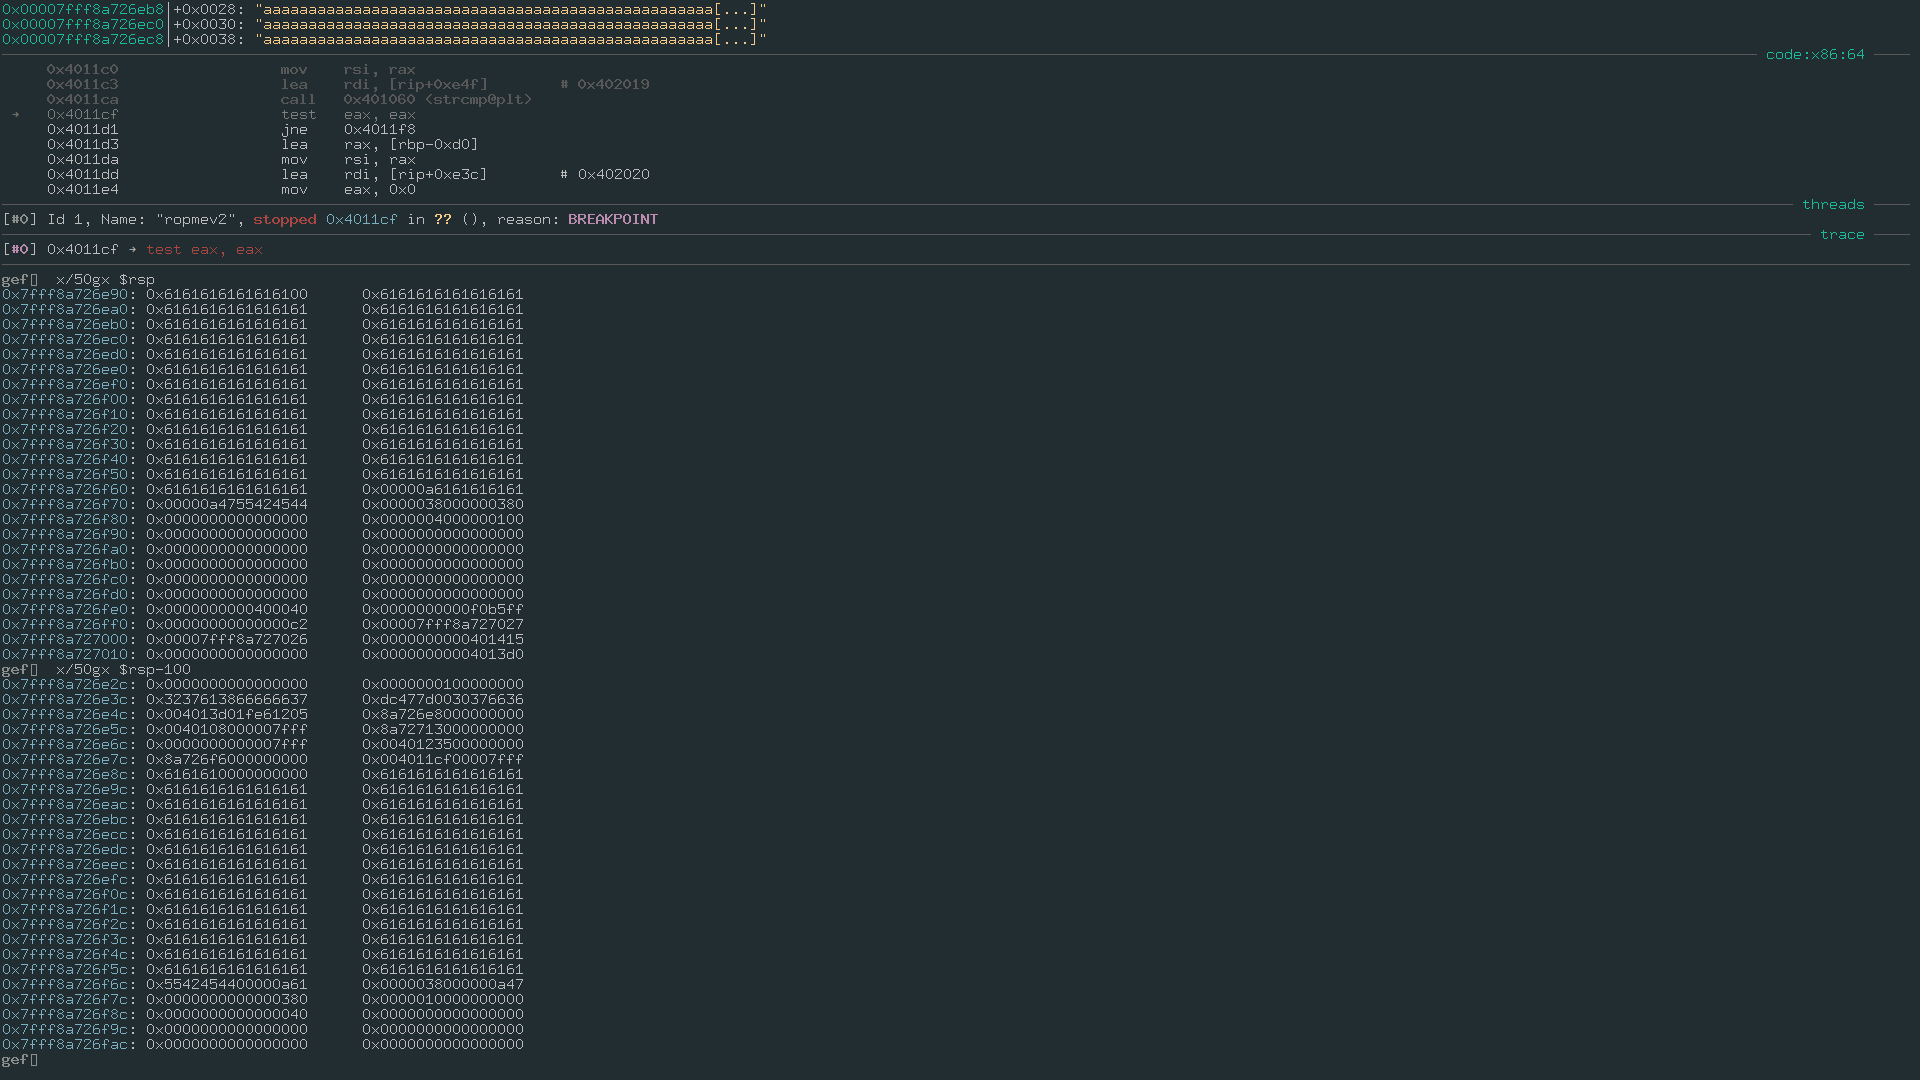 0x00007fff8a726eb8│+0x0028: "aaaaaaaaaaaaaaaaaaaaaaaaaaaaaaaaaaaaaaaaaaaaaaaaaa[...]"
0x00007fff8a726ec0│+0x0030: "aaaaaaaaaaaaaaaaaaaaaaaaaaaaaaaaaaaaaaaaaaaaaaaaaa[...]"
0x00007fff8a726ec8│+0x0038: "aaaaaaaaaaaaaaaaaaaaaaaaaaaaaaaaaaaaaaaaaaaaaaaaaa[...]"
code:x86:64
0x4011c0 mov rsi, rax
0x4011c3 lea rdi, [rip+0xe4f] # 0x402019
0x4011ca call 0x401060 <strcmp@plt>
→ 0x4011cf test eax, eax
0x4011d1 jne 0x4011f8
0x4011d3 lea rax, [rbp-0xd0]
0x4011da mov rsi, rax
0x4011dd lea rdi, [rip+0xe3c] # 0x402020
0x4011e4 mov eax, 0x0
threads
[#0] Id 1, Name: "ropmev2", stopped 0x4011cf in ?? (), reason: BREAKPOINT
trace
[#0] 0x4011cf → test eax, eax
gef▯ x/50gx $rsp
0x7fff8a726e90: 0x6161616161616100 0x6161616161616161
0x7fff8a726ea0: 0x6161616161616161 0x6161616161616161
0x7fff8a726eb0: 0x6161616161616161 0x6161616161616161
0x7fff8a726ec0: 0x6161616161616161 0x6161616161616161
0x7fff8a726ed0: 0x6161616161616161 0x6161616161616161
0x7fff8a726ee0: 0x6161616161616161 0x6161616161616161
0x7fff8a726ef0: 0x6161616161616161 0x6161616161616161
0x7fff8a726f00: 0x6161616161616161 0x6161616161616161
0x7fff8a726f10: 0x6161616161616161 0x6161616161616161
0x7fff8a726f20: 0x6161616161616161 0x6161616161616161
0x7fff8a726f30: 0x6161616161616161 0x6161616161616161
0x7fff8a726f40: 0x6161616161616161 0x6161616161616161
0x7fff8a726f50: 0x6161616161616161 0x6161616161616161
0x7fff8a726f60: 0x6161616161616161 0x00000a6161616161
0x7fff8a726f70: 0x00000a4755424544 0x0000038000000380
0x7fff8a726f80: 0x0000000000000000 0x0000004000000100
0x7fff8a726f90: 0x0000000000000000 0x0000000000000000
0x7fff8a726fa0: 0x0000000000000000 0x0000000000000000
0x7fff8a726fb0: 0x0000000000000000 0x0000000000000000
0x7fff8a726fc0: 0x0000000000000000 0x0000000000000000
0x7fff8a726fd0: 0x0000000000000000 0x0000000000000000
0x7fff8a726fe0: 0x0000000000400040 0x0000000000f0b5ff
0x7fff8a726ff0: 0x00000000000000c2 0x00007fff8a727027
0x7fff8a727000: 0x00007fff8a727026 0x0000000000401415
0x7fff8a727010: 0x0000000000000000 0x00000000004013d0
gef▯ x/50gx $rsp-100
0x7fff8a726e2c: 0x0000000000000000 0x0000000100000000
0x7fff8a726e3c: 0x3237613866666637 0xdc477d0030376636
0x7fff8a726e4c: 0x004013d01fe61205 0x8a726e8000000000
0x7fff8a726e5c: 0x0040108000007fff 0x8a72713000000000
0x7fff8a726e6c: 0x0000000000007fff 0x0040123500000000
0x7fff8a726e7c: 0x8a726f6000000000 0x004011cf00007fff
0x7fff8a726e8c: 0x6161610000000000 0x6161616161616161
0x7fff8a726e9c: 0x6161616161616161 0x6161616161616161
0x7fff8a726eac: 0x6161616161616161 0x6161616161616161
0x7fff8a726ebc: 0x6161616161616161 0x6161616161616161
0x7fff8a726ecc: 0x6161616161616161 0x6161616161616161
0x7fff8a726edc: 0x6161616161616161 0x6161616161616161
0x7fff8a726eec: 0x6161616161616161 0x6161616161616161
0x7fff8a726efc: 0x6161616161616161 0x6161616161616161
0x7fff8a726f0c: 0x6161616161616161 0x6161616161616161
0x7fff8a726f1c: 0x6161616161616161 0x6161616161616161
0x7fff8a726f2c: 0x6161616161616161 0x6161616161616161
0x7fff8a726f3c: 0x6161616161616161 0x6161616161616161
0x7fff8a726f4c: 0x6161616161616161 0x6161616161616161
0x7fff8a726f5c: 0x6161616161616161 0x6161616161616161
0x7fff8a726f6c: 0x5542454400000a61 0x0000038000000a47
0x7fff8a726f7c: 0x0000000000000380 0x0000010000000000
0x7fff8a726f8c: 0x0000000000000040 0x0000000000000000
0x7fff8a726f9c: 0x0000000000000000 0x0000000000000000
0x7fff8a726fac: 0x0000000000000000 0x0000000000000000
gef▯